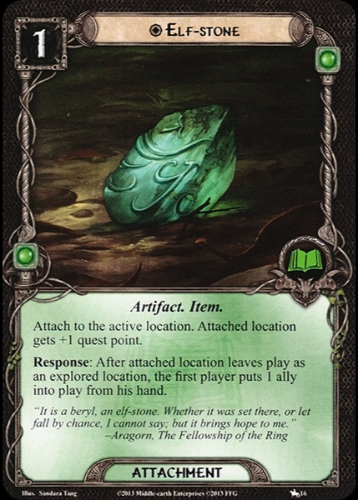 1
Elf-stone
Artifact. Item.
Attach to the active location. Attached location
gets +1 quest point.
Response: After attached location leaves play as
an explored location, the first player puts 1 ally
into play from his hand.
"It is a beryl, an elf-stone. Whether it was set there, or let
fall by chance, I cannot say; but it brings hope to me."
–Aragorn, The Fellowship of the Ring
ATTACHMENT
Illus. Sandara Tang ©2013 Middle-earth Enterprises ©2013 FFG 16